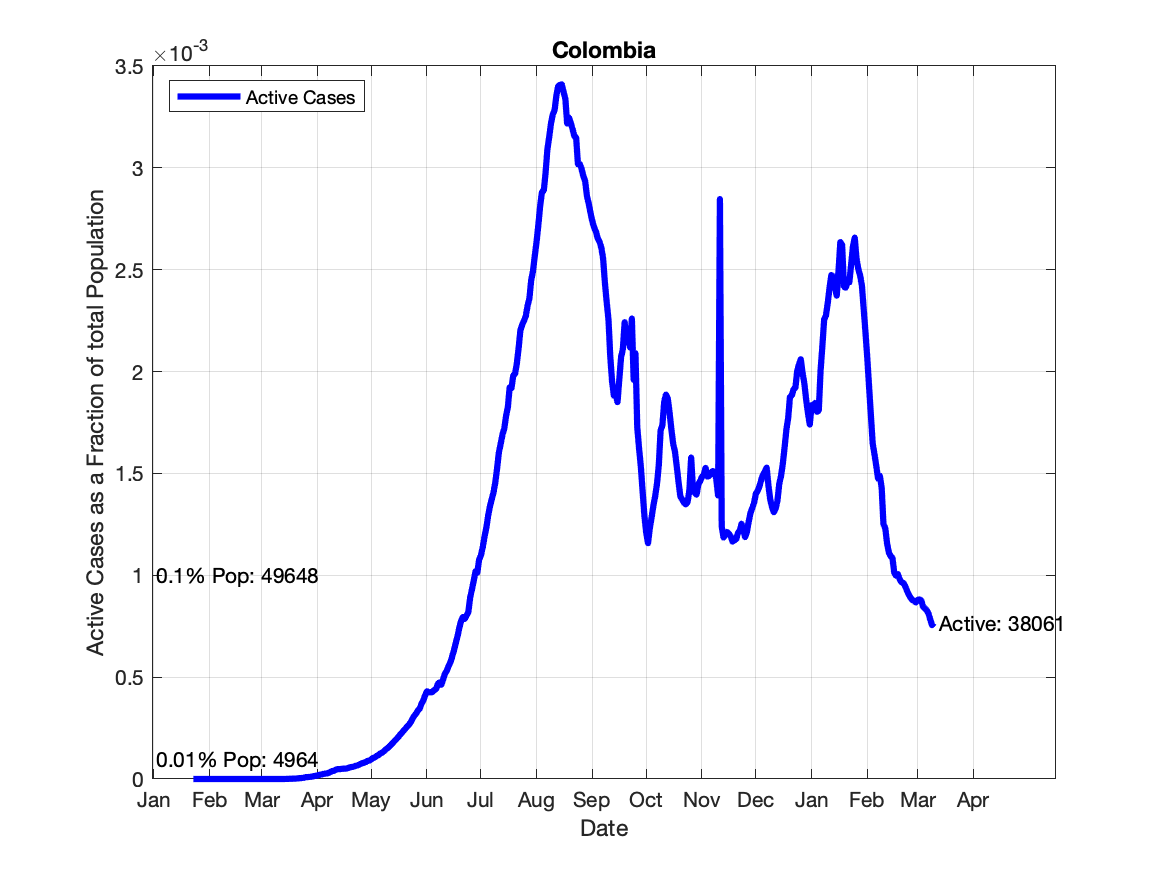 Colombia
×10-3
3.5
3
2.5
2
1.5
1
0.5
0
Active Cases as a Fraction of total Population
Active Cases
0.1% Pop: 49648
Active: 38061
0.01% Pop: 4964
Jan Feb Mar Apr May Jun Jul Aug Sep Oct Nov Dec Jan Feb Mar Apr
Date